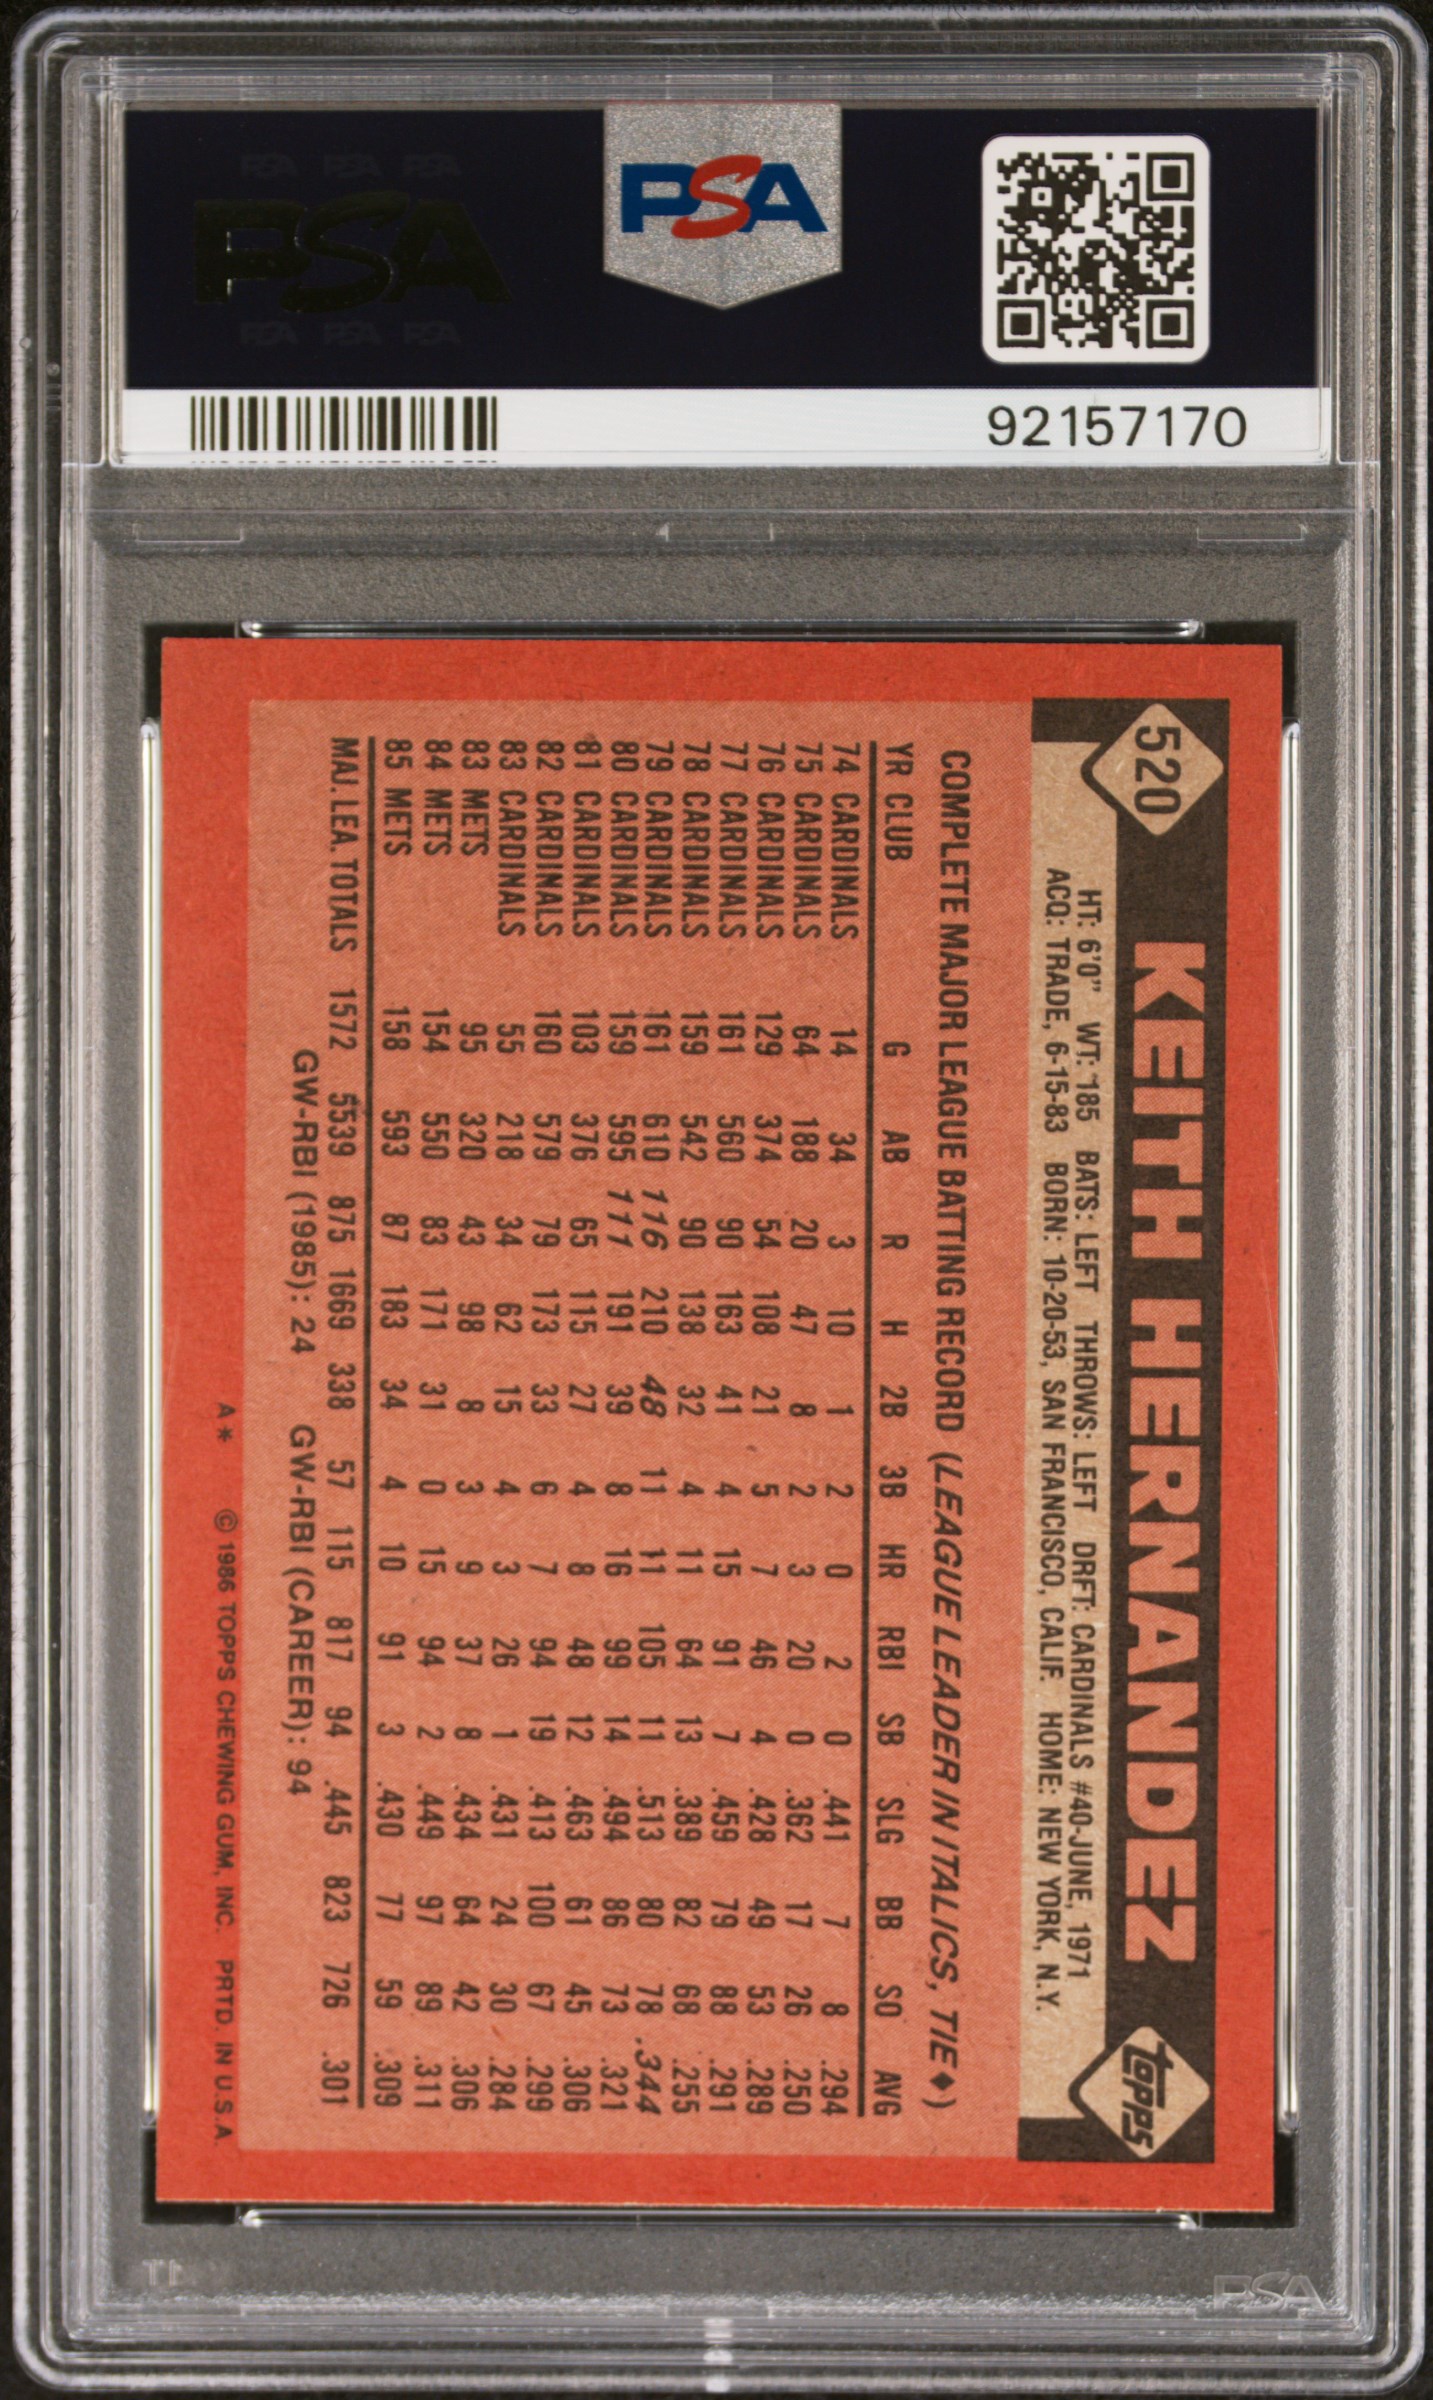 PSA PSA PSA
PSA
PSA PSA PSA
PSA
92157170
520 KEITH HERNANDEZ topps
HT: 6'0" WT: 185 BATS: LEFT THROWS: LEFT DRFT: CARDINALS #40-JUNE, 1971
ACQ: TRADE, 6-15-83 BORN: 10-20-53, SAN FRANCISCO, CALIF. HOME: NEW YORK, N.Y.
COMPLETE MAJOR LEAGUE BATTING RECORD (LEAGUE LEADER IN ITALICS, TIE ♦)
YR CLUB G AB R H 2B 3B HR RBI SB SLG BB SO AVG
74 CARDINALS 14 34 3 10 1 2 0 2 0 .441 7 8 .294
75 CARDINALS 64 188 20 47 8 2 3 20 0 .362 17 26 .250
76 CARDINALS 129 374 54 108 21 5 7 46 4 .428 49 53 .289
77 CARDINALS 161 560 90 163 41 4 15 91 7 .459 79 88 .291
78 CARDINALS 159 542 90 138 32 4 11 64 13 .389 82 68 .255
79 CARDINALS 161 610 116 210 48 11 11 105 11 .513 80 78 .344
80 CARDINALS 159 595 111 191 39 8 16 99 14 .494 86 73 .321
81 CARDINALS 103 376 65 115 27 4 8 48 12 .463 61 45 .306
82 CARDINALS 160 579 79 173 33 6 7 94 19 .413 100 67 .299
83 CARDINALS 55 218 34 62 15 4 3 26 1 .431 24 30 .284
83 METS 95 320 43 98 8 3 9 37 8 .434 64 42 .306
84 METS 154 550 83 171 31 0 15 94 2 .449 97 89 .311
85 METS 158 593 87 183 34 4 10 91 3 .430 77 59 .309
MAJ. LEA. TOTALS 1572 5539 875 1669 338 57 115 817 94 .445 823 726 .301
GW-RBI (1985): 24 GW-RBI (CAREER): 94
A* © 1986 TOPPS CHEWING GUM, INC. PRTD. IN U.S.A.
PSA